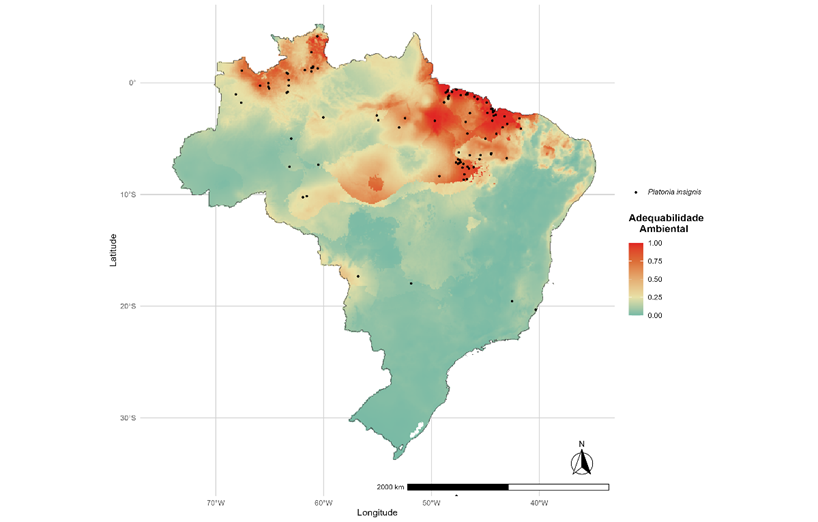 0°
10°S
20°S
30°S
Latitude
70°W
60°W
50°W
40°W
Longitude
2000 km
N
Platonia insignis
Adequabilidade
Ambiental
1.00
0.75
0.50
0.25
0.00